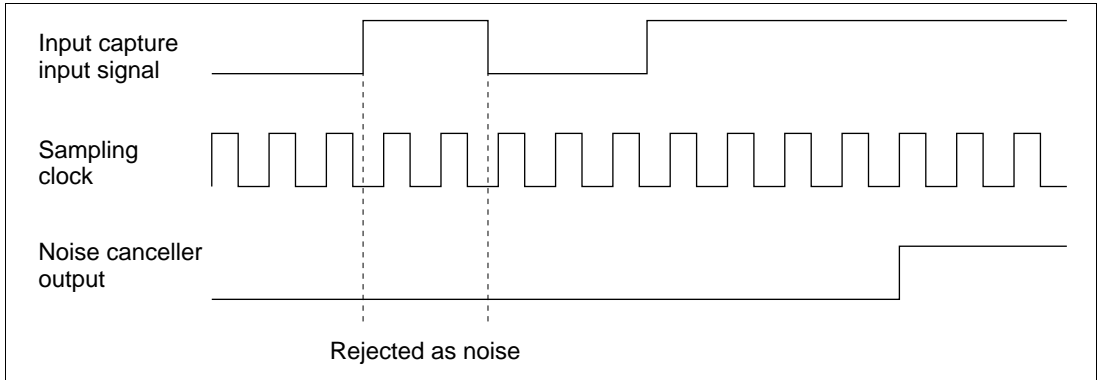 Input capture
input signal
Sampling
clock
Noise canceller
output
Rejected as noise